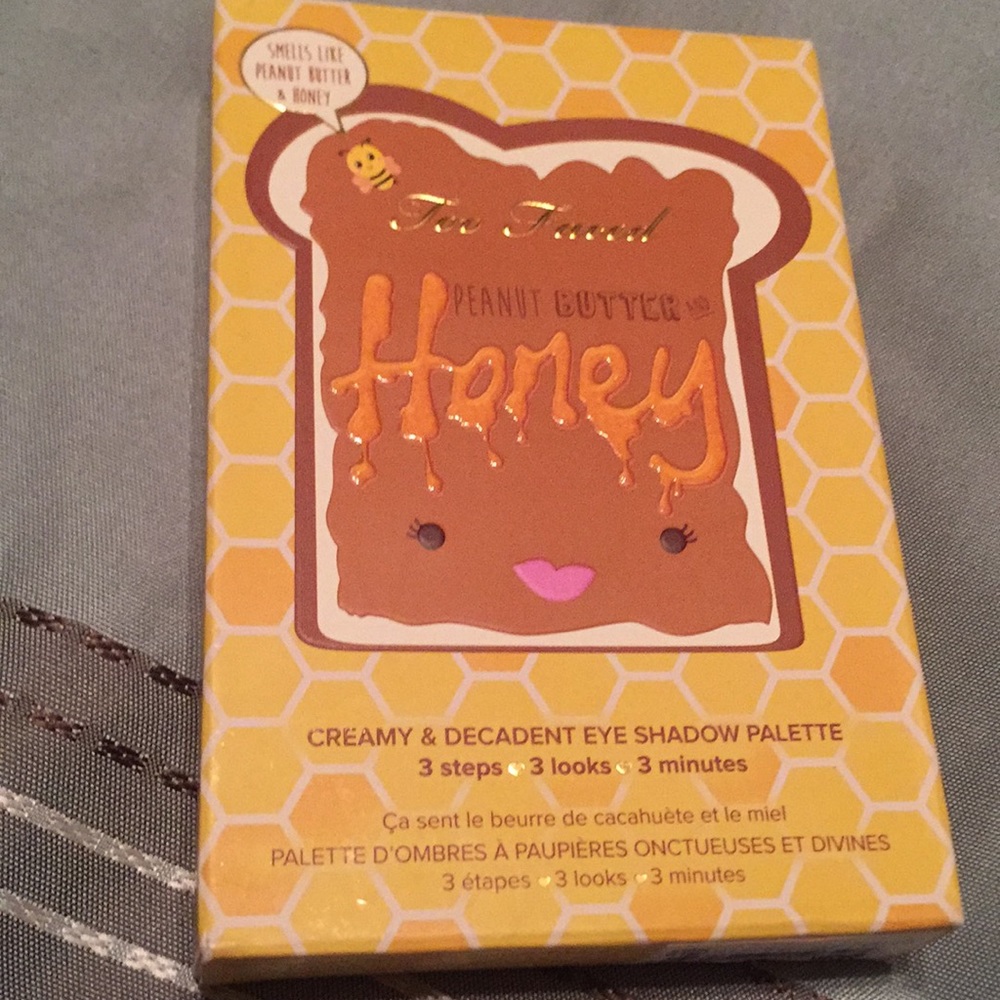 SMELLS LIKE
PEANUT BUTTER
& HONEY
Too Faced
PEANUT BUTTER AND
Honey
CREAMY & DECADENT EYE SHADOW PALETTE
3 steps 3 looks 3 minutes
Ça sent le beurre de cacahuète et le miel
PALETTE D'OMBRES À PAUPIÈRES ONCTUEUSES ET DIVINES
3 étapes 3 looks 3 minutes